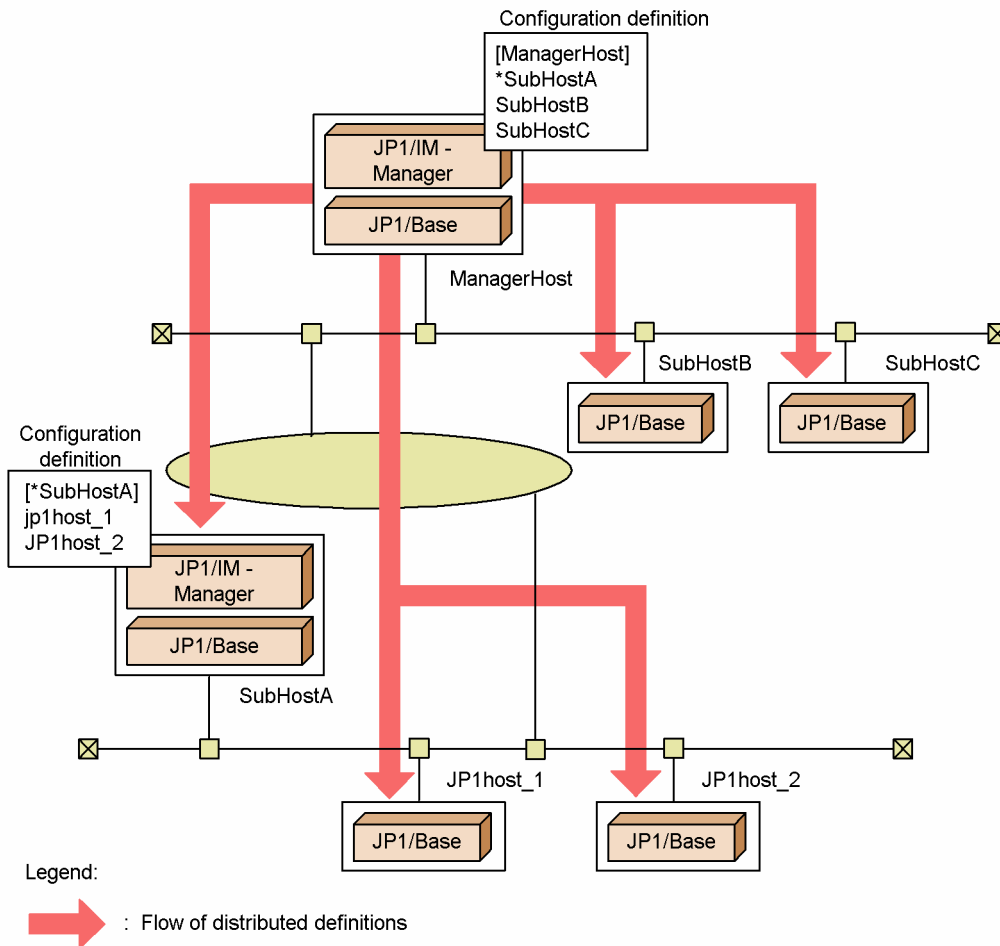 Configuration definition
[ManagerHost]
*SubHostA
SubHostB
SubHostC
JP1/IM -
Manager
JP1/Base
ManagerHost
SubHostB
SubHostC
JP1/Base
JP1/Base
Configuration
definition
[*SubHostA]
jp1host_1
JP1host_2
JP1/IM -
Manager
JP1/Base
SubHostA
JP1host_1
JP1host_2
JP1/Base
JP1/Base
Legend:
: Flow of distributed definitions